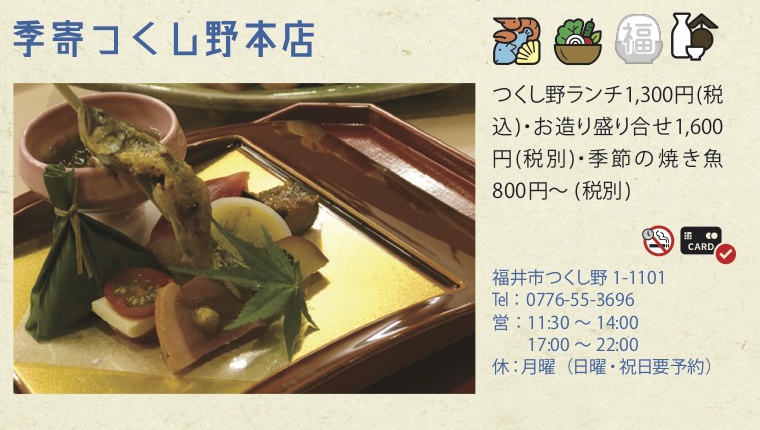 季寄つくし野本店
福
つくし野ランチ1,300円(税
込)・お造り盛り合せ1,600
円(税別)・季節の焼き魚
800円〜 (税別)
CARD
福井市つくし野 1-1101
Tel : 0776-55-3696
営 : 11:30 〜 14:00
17:00 〜 22:00
休 : 月曜 (日曜・祝日要予約)